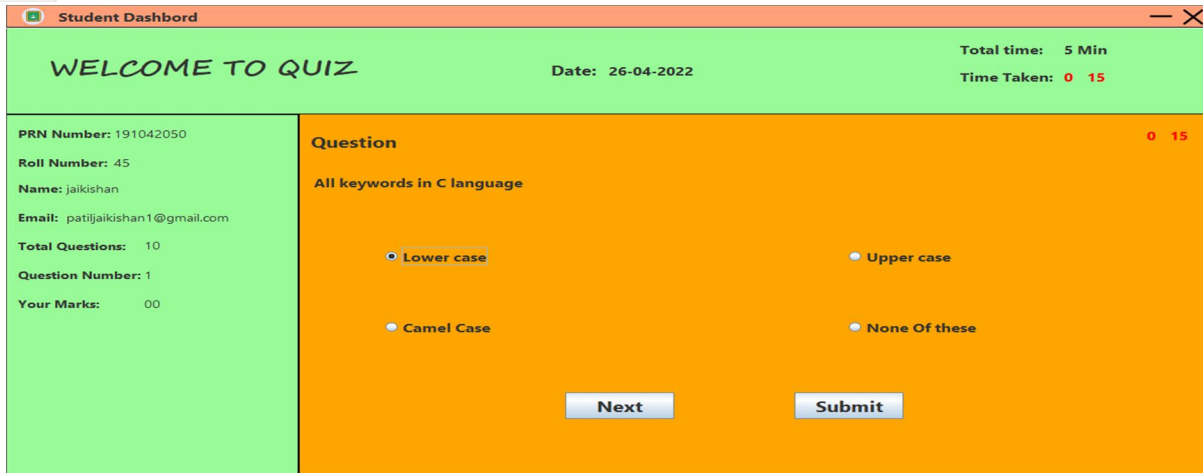 Student Dashbord
WELCOME TO QUIZ
Date: 26-04-2022
Total time: 5 Min
Time Taken: 0 15
PRN Number: 191042050
Roll Number: 45
Name: jaikishan
Email: patiljaikishan1@gmail.com
Total Questions: 10
Question Number: 1
Your Marks: 00
Question
0 15
All keywords in C language
Lower case
Upper case
Camel Case
None Of these
Next
Submit